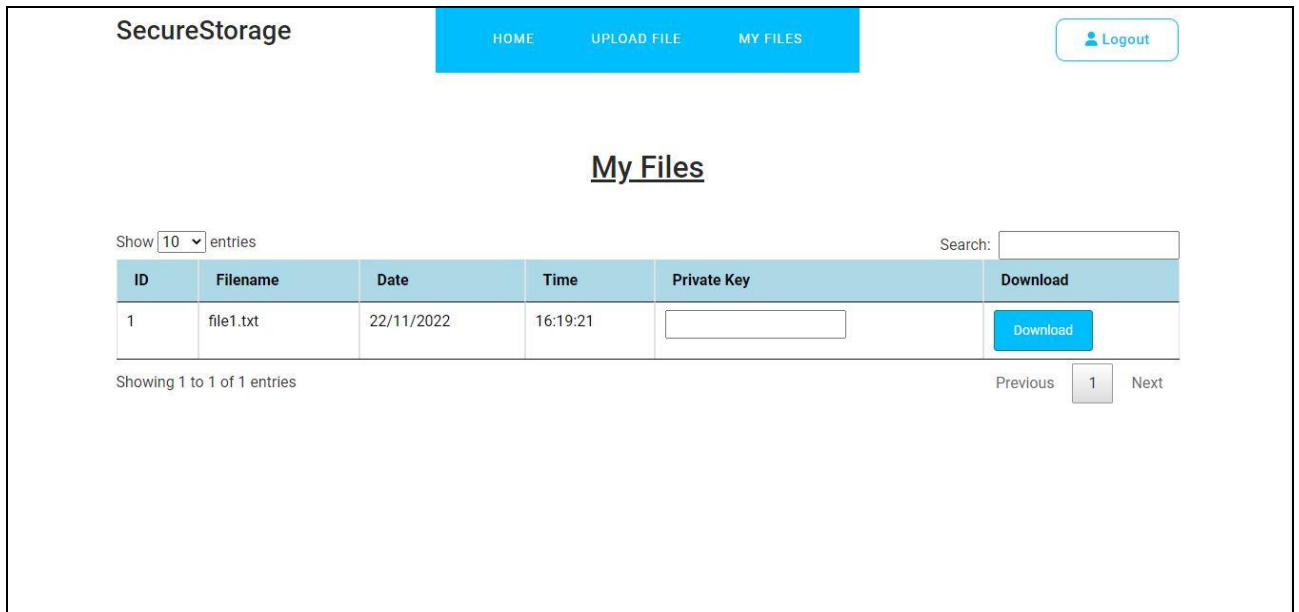 SecureStorage HOME UPLOAD FILE MY FILES Logout
My Files
Show 10 entries Search:
ID Filename Date Time Private Key Download
1 file1.txt 22/11/2022 16:19:21 Download
Showing 1 to 1 of 1 entries Previous 1 Next